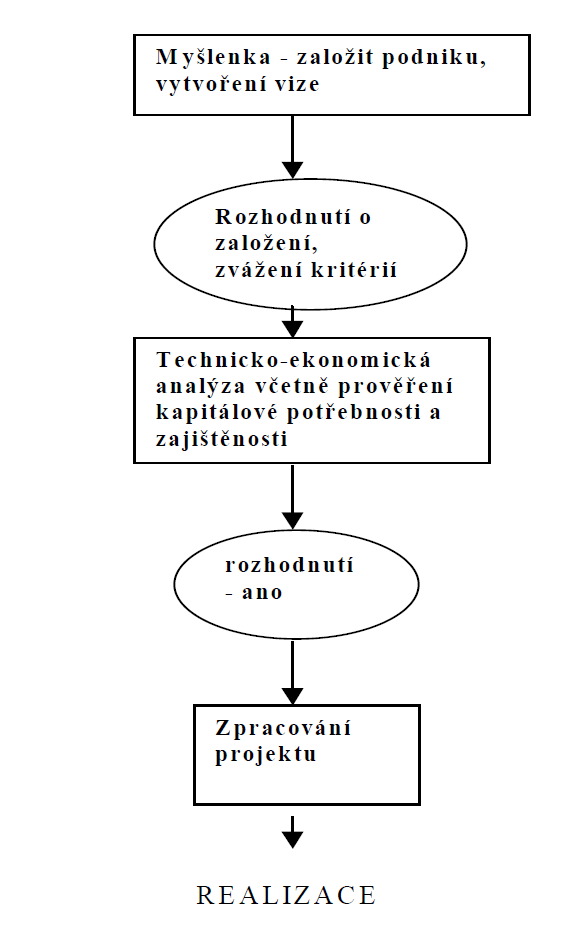 Myšlenka - založit podniku,
vytvoření vize
Rozhodnutí o
založení,
zvážení kritérií
Technicko-ekonomická
analýza včetně prověření
kapitálové potřebnosti a
zajištěnosti
rozhodnutí
- ano
Zpracování
projektu
REALIZACE